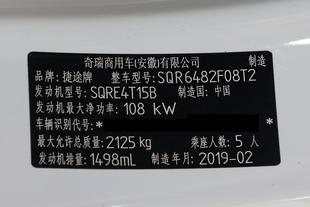 奇瑞商用车(安徽)有限公司 制造
品牌：捷途牌 整车型号：SQR6482F08T2
发动机型号：SQRE4T15B 制造国：中国
发动机最大净功率：108 kW
车辆识别代号：* *
最大允许总质量：2125kg 乘座人数：5 人
发动机排量：1498mL 制造年月：2019-02